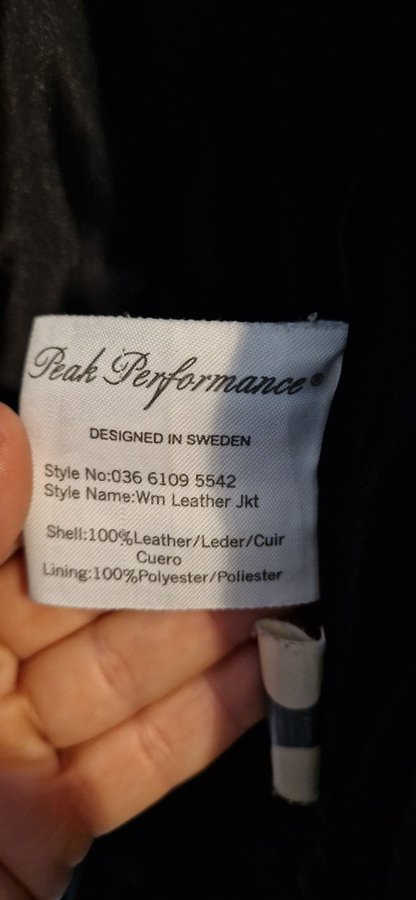 Peak Performance®
DESIGNED IN SWEDEN
Style No:036 6109 5542
Style Name:Wm Leather Jkt
Shell:100%Leather/Leder/Cuir
Cuero
Lining:100%Polyester/Poliester